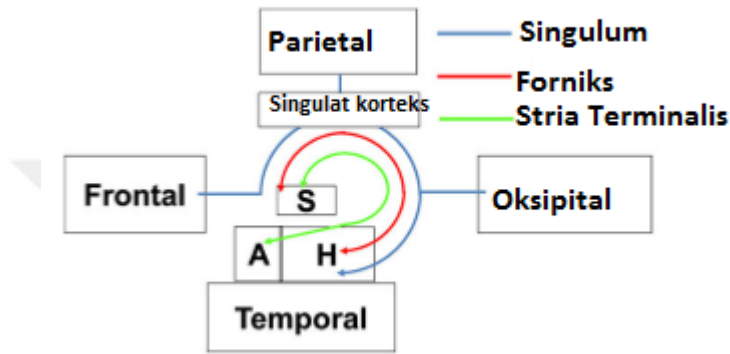 Parietal
Singulum
Forniks
Singulat korteks
Stria Terminalis
Frontal
S
Oksipital
A
H
Temporal